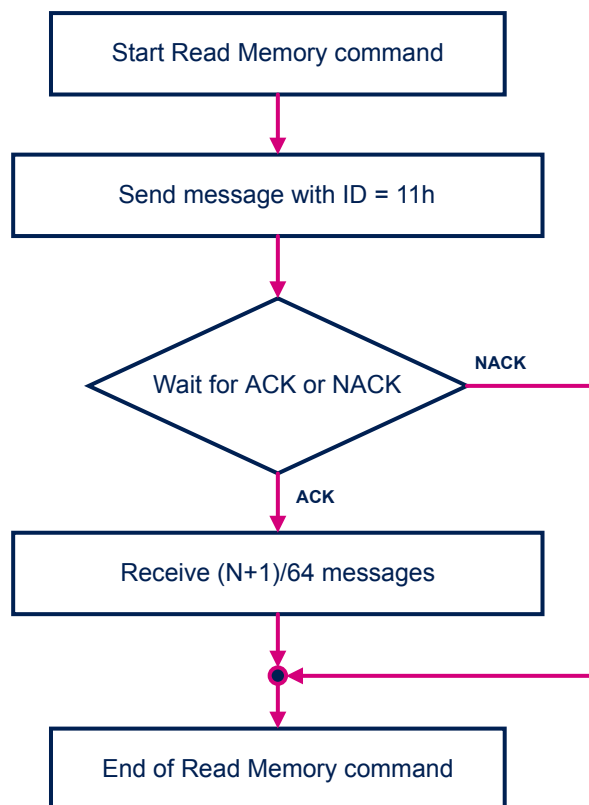 Start Read Memory command
Send message with ID = 11h
Wait for ACK or NACK
NACK
ACK
Receive (N+1)/64 messages
End of Read Memory command